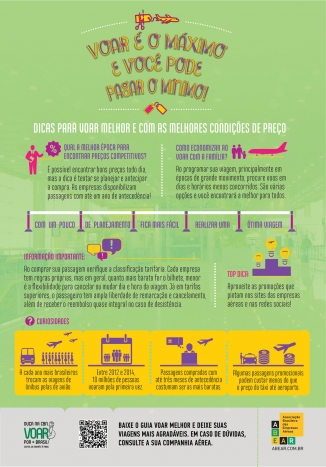 VOAR É O MÁXIMO
E VOCÊ PODE
PAGAR O MÍNIMO!
DICAS PARA VOAR MELHOR E COM AS MELHORES CONDIÇÕES DE PREÇO
QUAL A MELHOR ÉPOCA PARA
ENCONTRAR PREÇOS COMPETITIVOS?
É possível encontrar bons preços todo dia,
mas a dica é tentar se planejar e antecipar
a compra. As empresas disponibilizam
passagens com até um ano de antecedência!
COMO ECONOMIZAR AO
VOAR COM A FAMÍLIA?
Ao programar sua viagem, principalmente em
épocas de grande movimento, procure voos em
dias e horários menos concorridos. São várias
opções e você encontrará a melhor para todos.
COM UM POUCO DE PLANEJAMENTO FICA MAIS FÁCIL REALIZAR UMA ÓTIMA VIAGEM
INFORMAÇÃO IMPORTANTE:
Ao comprar sua passagem verifique a classificação tarifária. Cada empresa
tem regras próprias, mas em geral, quanto mais barato for o bilhete, menor
é a flexibilidade para cancelar ou mudar dia e hora da viagem. Já em tarifas
superiores, o passageiro tem ampla liberdade de remarcação e cancelamento,
além de receber o reembolso quase integral no caso de desistência.
TOP DICA:
Aproveite as promoções que
pintam nos sites das empresas
aéreas e nas redes sociais!
CURIOSIDADES
A cada ano mais brasileiros
trocam as viagens de
ônibus pelas de avião.
Entre 2012 e 2014,
10 milhões de pessoas
voaram pela primeira vez.
Passagens compradas com
até três meses de antecedência
costumam ser as mais baratas.
Algumas passagens promocionais
podem custar menos do que
o preço do táxi até aeroporto.
VOAR
POR + BRASIL
BAIXE O GUIA VOAR MELHOR E DEIXE SUAS
VIAGENS MAIS AGRADÁVEIS. EM CASO DE DÚVIDAS,
CONSULTE A SUA COMPANHIA AÉREA.
ABEAR
Associação
Brasileira
das Empresas
Aéreas
ABEAR.COM.BR